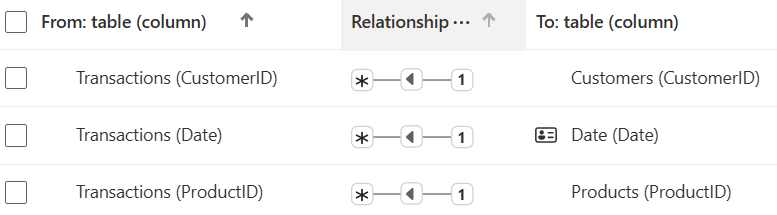 From: table (column) Relationship ··· To: table (column)
Transactions (CustomerID) * 1 Customers (CustomerID)
Transactions (Date) * 1 Date (Date)
Transactions (ProductID) * 1 Products (ProductID)